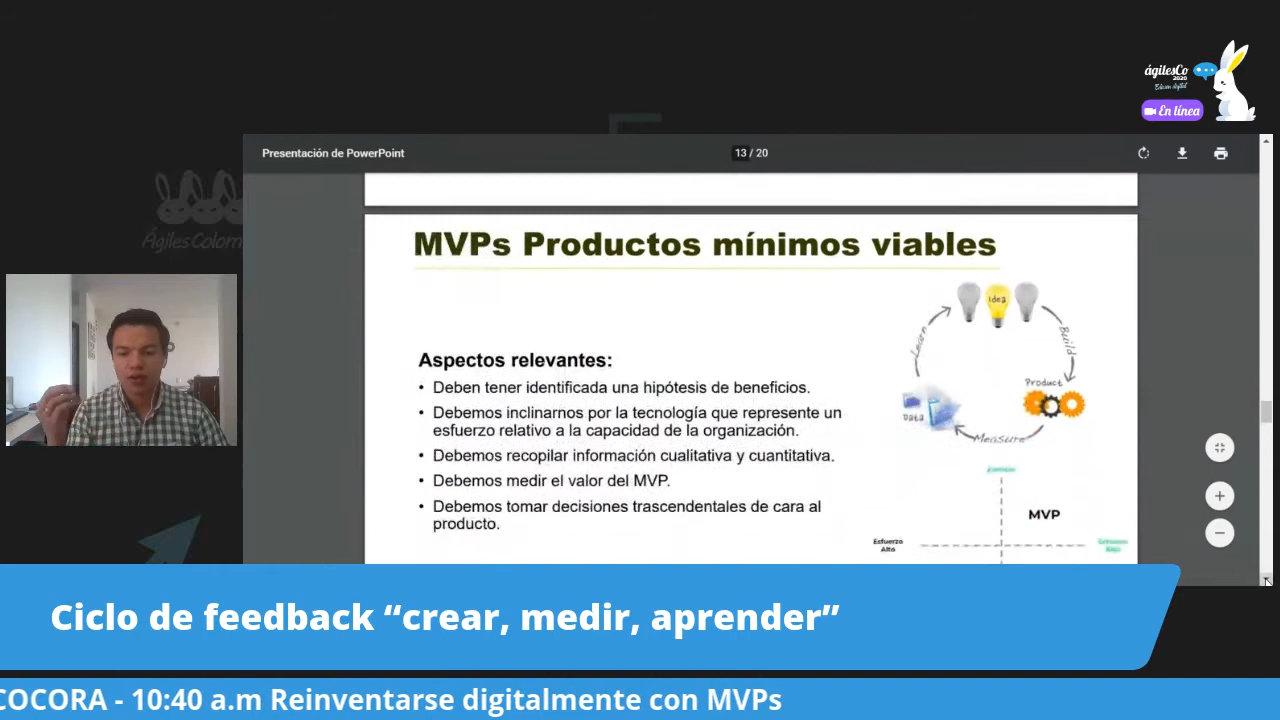 ágilesCo
2020
Edición digital
En línea
Presentación de PowerPoint
13 / 20
MVPs Productos mínimos viables
idea
Learn
Build
Product
Data
Measure
Aspectos relevantes:
• Deben tener identificada una hipótesis de beneficios.
• Debemos inclinarnos por la tecnología que represente un
esfuerzo relativo a la capacidad de la organización.
• Debemos recopilar información cualitativa y cuantitativa.
• Debemos medir el valor del MVP.
• Debemos tomar decisiones trascendentales de cara al
producto.
MVP
Esfuerzo
Alto
ÁgilesColom
Ciclo de feedback “crear, medir, aprender”
COCORA - 10:40 a.m Reinventarse digitalmente con MVPs